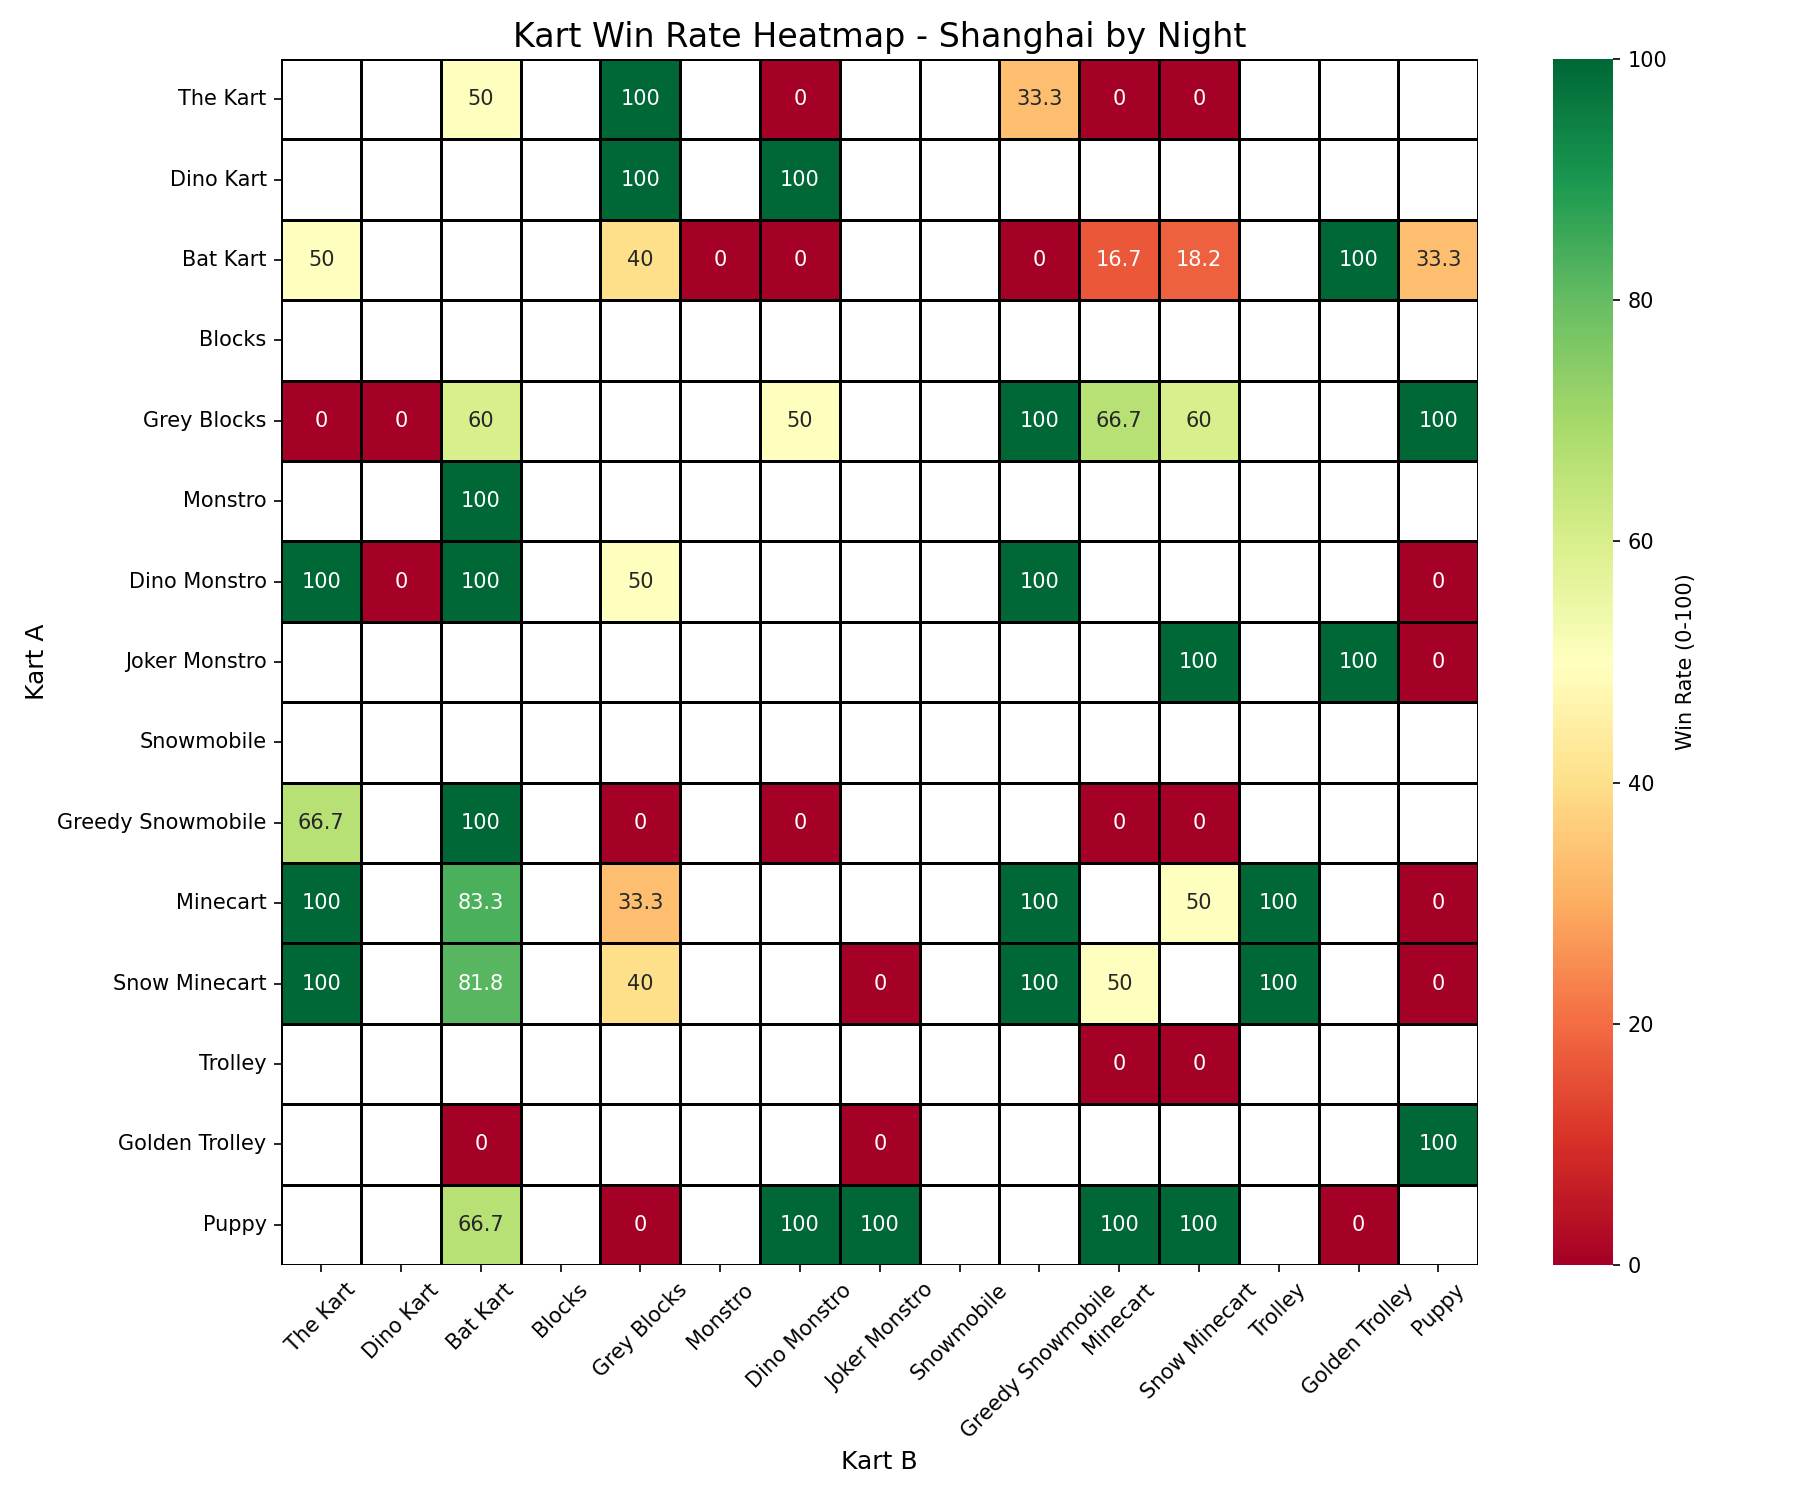 Kart Win Rate Heatmap - Shanghai by Night
The Kart 50 100 0 33.3 0 0
Dino Kart 100 100
Bat Kart 50 40 0 0 0 16.7 18.2 100 33.3
Blocks
Grey Blocks 0 0 60 50 100 66.7 60 100
Monstro 100
Dino Monstro 100 0 100 50 100 0
Joker Monstro 100 100 0
Snowmobile
Greedy Snowmobile 66.7 100 0 0 0 0
Minecart 100 83.3 33.3 100 50 100 0
Snow Minecart 100 81.8 40 0 100 50 100 0
Trolley 0 0
Golden Trolley 0 0 100
Puppy 66.7 0 100 100 100 100 0
The Kart
Dino Kart
Bat Kart
Blocks
Grey Blocks
Monstro
Dino Monstro
Joker Monstro
Snowmobile
Greedy Snowmobile
Minecart
Snow Minecart
Trolley
Golden Trolley
Puppy
Kart B
Kart A
100
80
60
40
20
0
Win Rate (0-100)